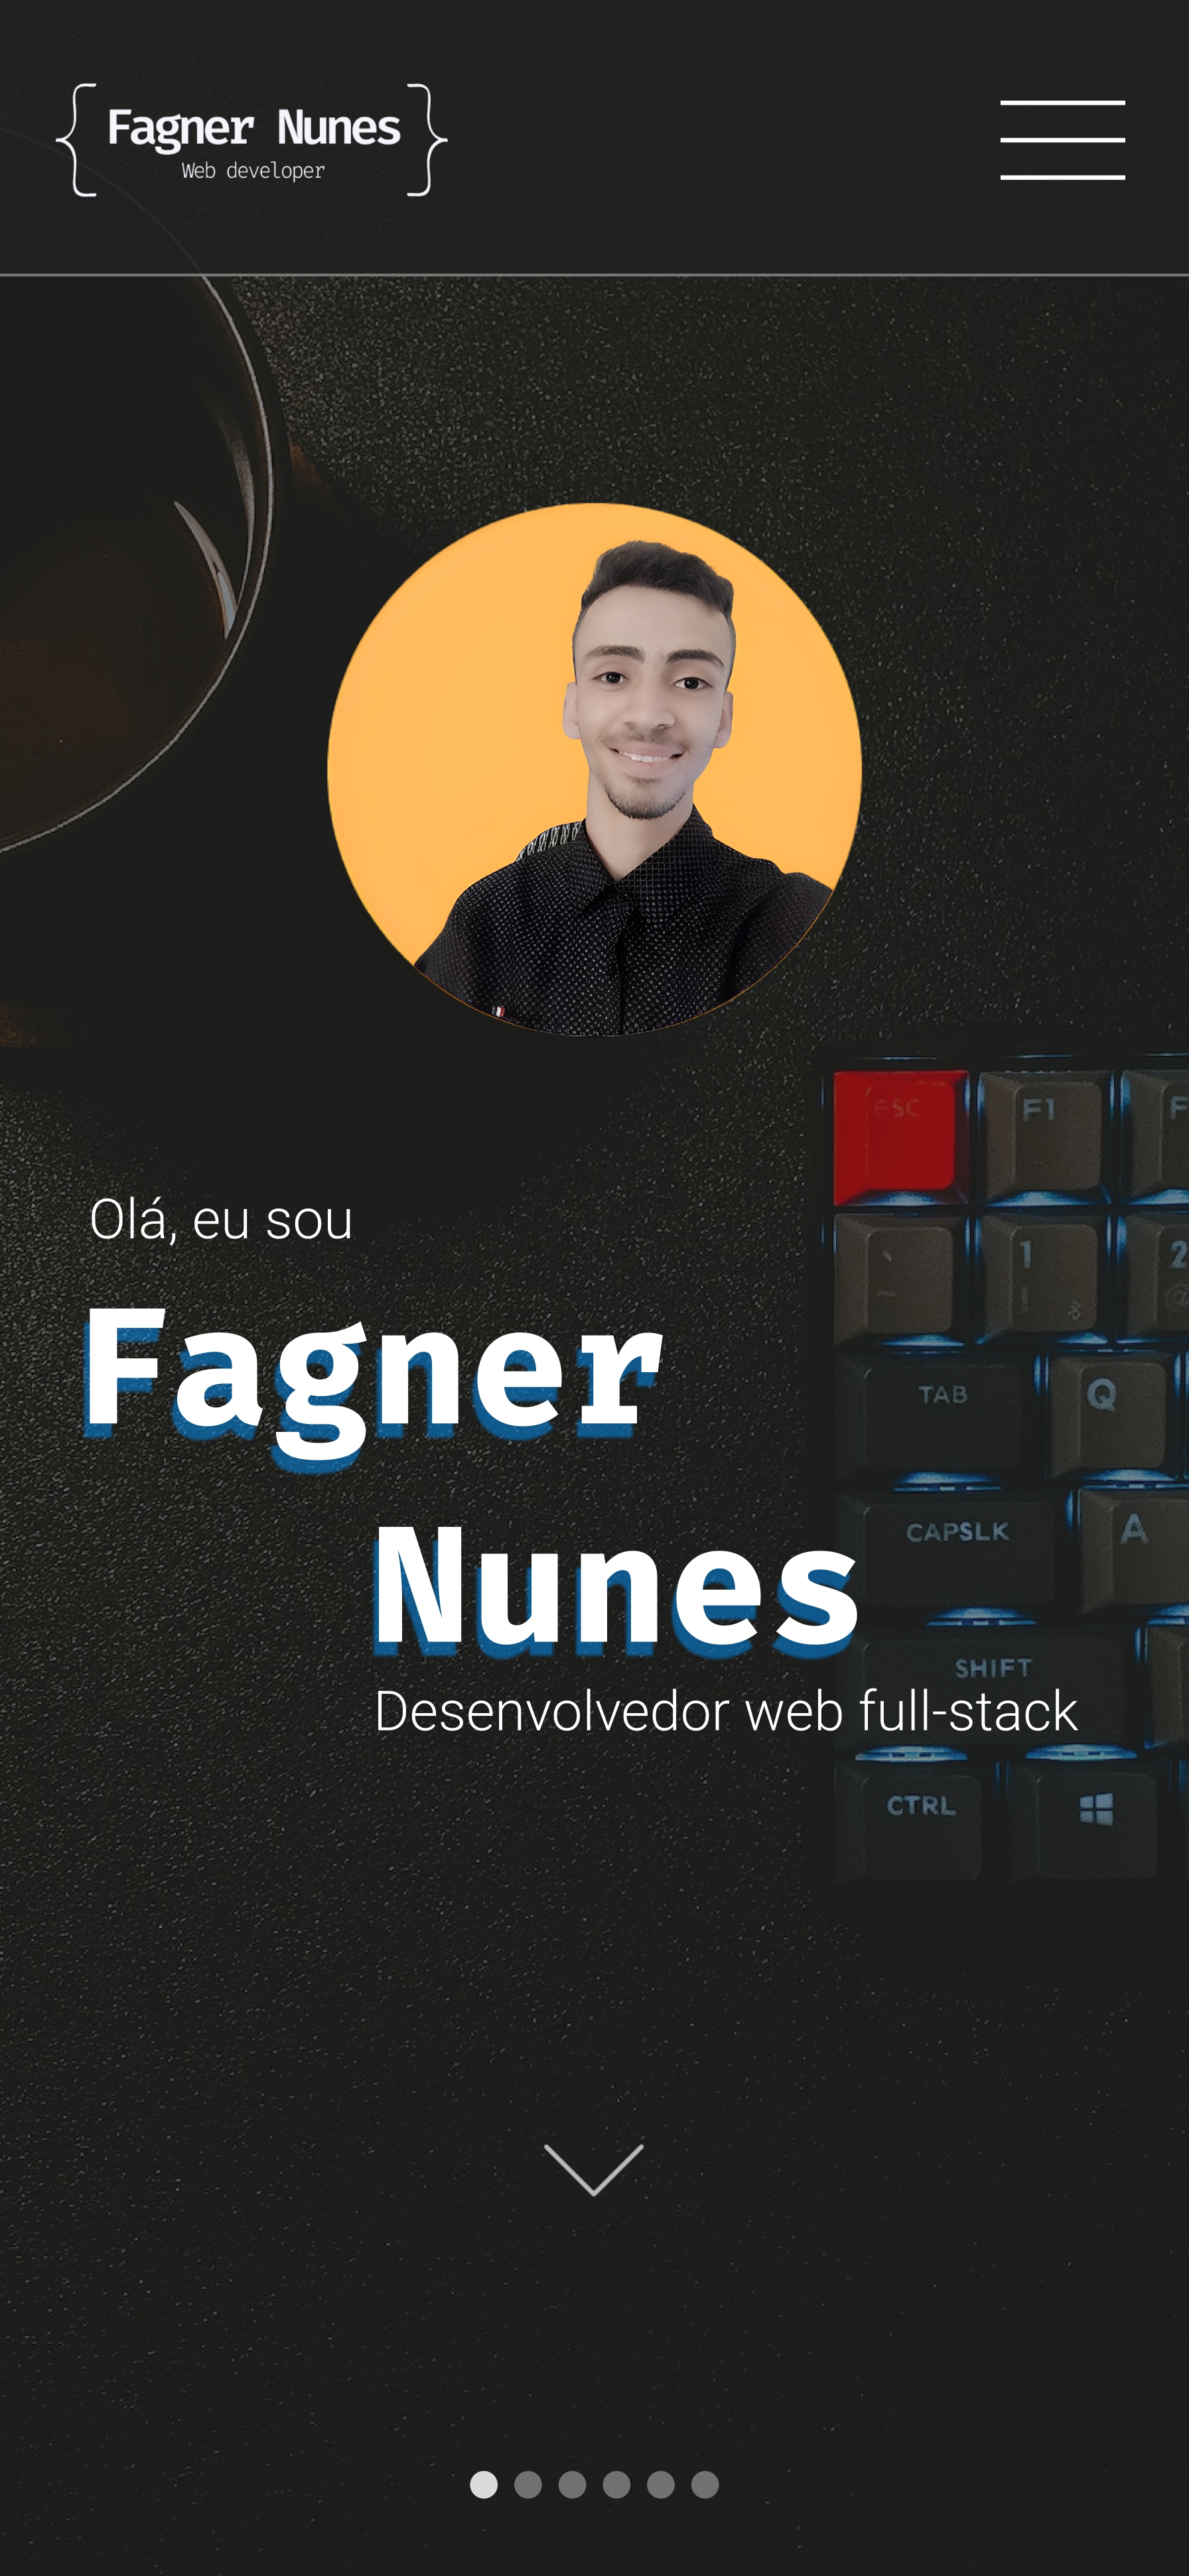 Fagner Nunes
Web developer
ESC F1 F
` 1 2
~ ! @
Olá, eu sou
Fagner
TAB Q
Nunes
CAPSLK A
SHIFT
Desenvolvedor web full-stack
CTRL